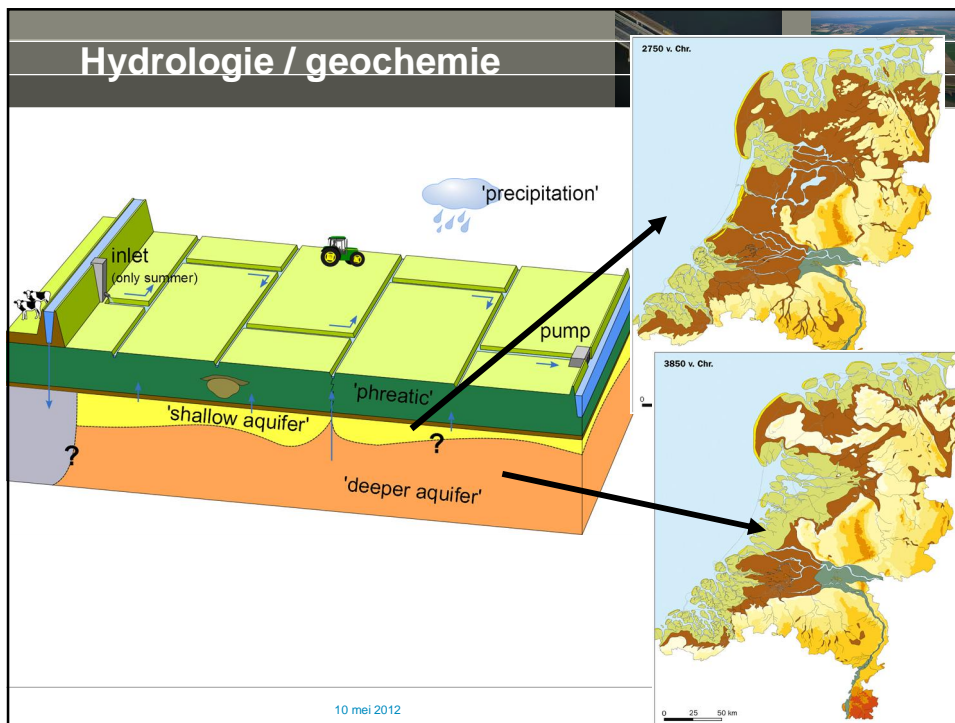 Hydrologie / geochemie
2750 v. Chr.
'precipitation'
inlet
(only summer)
pump
'phreatic'
'shallow aquifer'
?
?
'deeper aquifer'
0
3850 v. Chr.
0 25 50 km
10 mei 2012